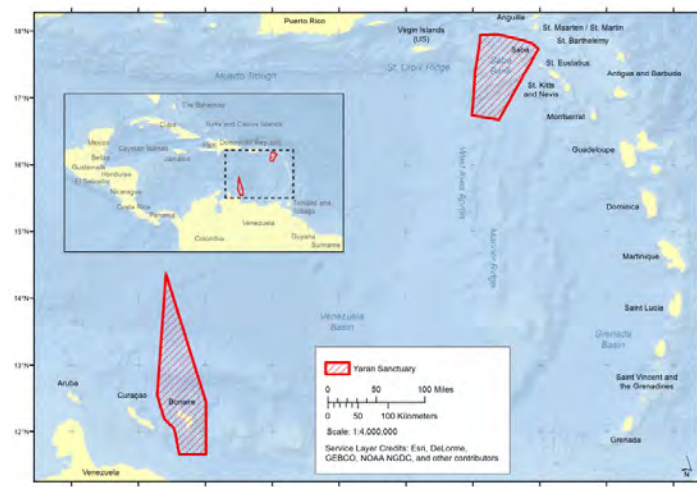 Puerto Rico
Anguilla
St. Maarten / St. Martin
St. Barthelemy
Virgin Islands
(US)
Saba
St. Croix Ridge
Saba
Bank
St. Eustatius
Muerto Trough
St. Kitts
and Nevis
Antigua and Barbuda
Montserrat
Guadeloupe
Dominica
Martinique
Saint Lucia
Saint Vincent and
the Grenadines
Grenada
Grenada
Basin
Venezuela
Basin
Aruba
Curaçao
Bonaire
Venezuela
18°N
17°N
16°N
15°N
14°N
13°N
12°N
The Bahamas
Cuba
Turks and Caicos Islands
Mexico
Cayman Islands
Haiti
Dominican Republic
Belize
Jamaica
Guatemala
Honduras
El Salvador
Nicaragua
Costa Rica
Panama
Trinidad and
Tobago
Venezuela
Colombia
Guyana
Suriname
Yarari Sanctuary
0 50 100 Miles
0 50 100 Kilometers
Scale: 1:4,000,000
Service Layer Credits: Esri, DeLorme,
GEBCO, NOAA NGDC, and other contributors
N